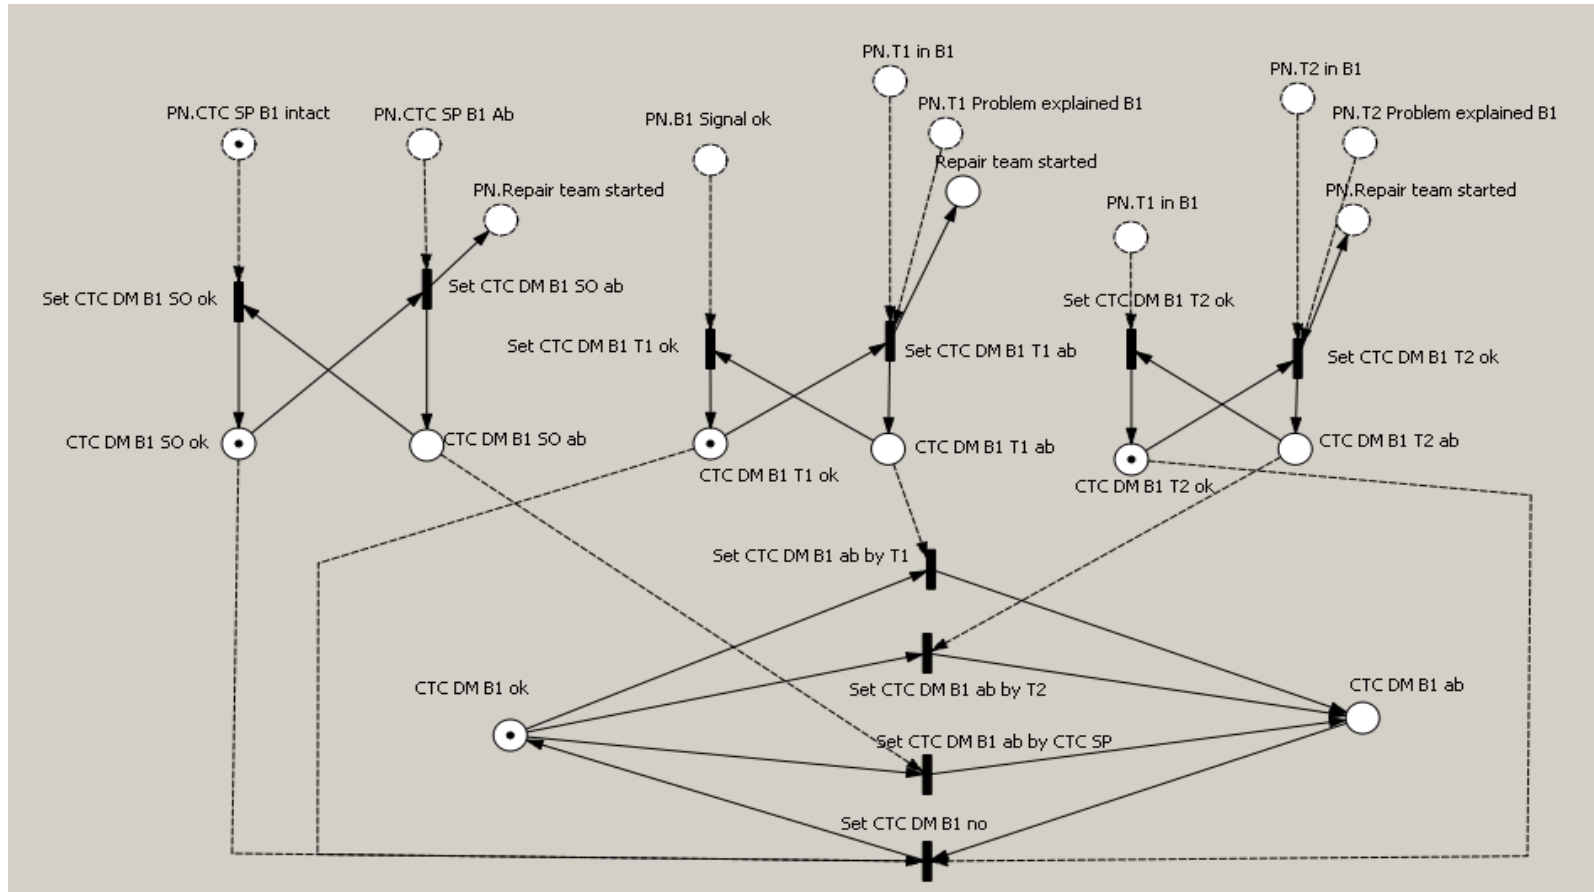 PN.T1 in B1
PN.T2 in B1
PN.CTC SP B1 intact
PN.CTC SP B1 Ab
PN.B1 Signal ok
PN.T1 Problem explained B1
PN.T2 Problem explained B1
Repair team started
PN.Repair team started
PN.Repair team started
PN.T1 in B1
Set CTC DM B1 SO ok
Set CTC DM B1 SO ab
Set CTC DM B1 T2 ok
Set CTC DM B1 T1 ok
Set CTC DM B1 T1 ab
Set CTC DM B1 T2 ok
CTC DM B1 SO ok
CTC DM B1 SO ab
CTC DM B1 T1 ok
CTC DM B1 T1 ab
CTC DM B1 T2 ok
CTC DM B1 T2 ab
Set CTC DM B1 ab by T1
CTC DM B1 ok
Set CTC DM B1 ab by T2
CTC DM B1 ab
Set CTC DM B1 ab by CTC SP
Set CTC DM B1 no